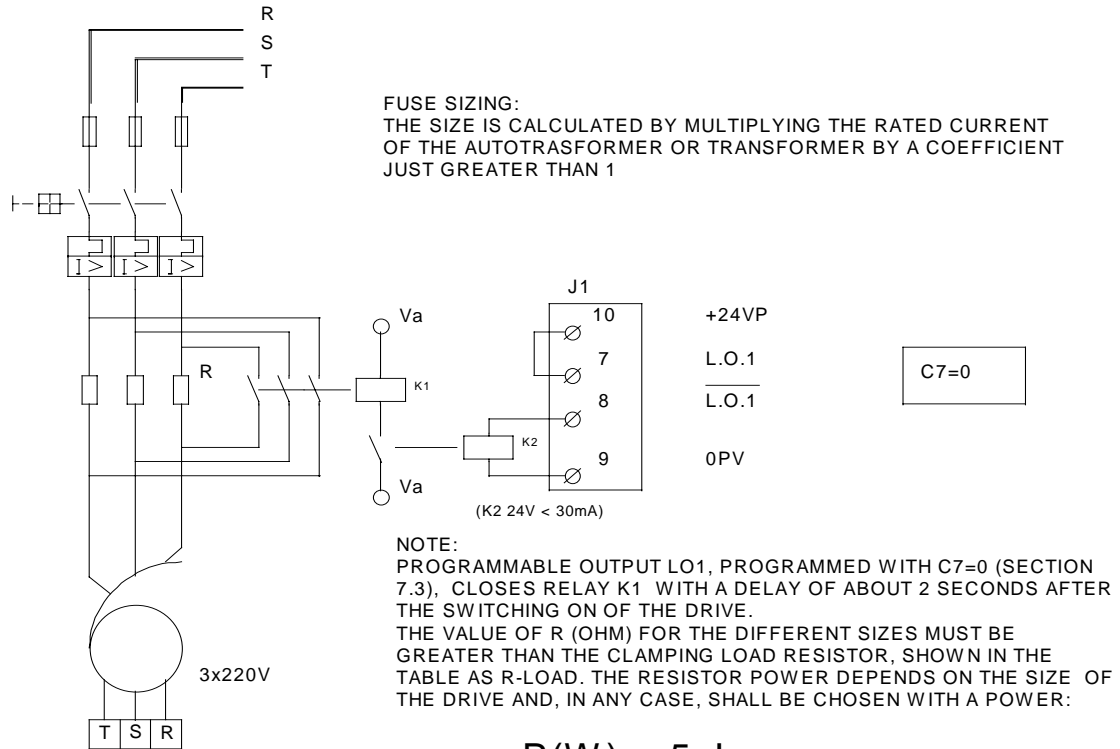 R
S
T
FUSE SIZING:
THE SIZE IS CALCULATED BY MULTIPLYING THE RATED CURRENT
OF THE AUTOTRASFORMER OR TRANSFORMER BY A COEFFICIENT
JUST GREATER THAN 1
I > I > I >
J1
Va
10 +24VP
R
K1
7 L.O.1
C7=0
8 L.O.1
K2
9 0PV
Va
(K2 24V < 30mA)
NOTE:
PROGRAMMABLE OUTPUT LO1, PROGRAMMED WITH C7=0 (SECTION
7.3), CLOSES RELAY K1 WITH A DELAY OF ABOUT 2 SECONDS AFTER
THE SWITCHING ON OF THE DRIVE.
THE VALUE OF R (OHM) FOR THE DIFFERENT SIZES MUST BE
GREATER THAN THE CLAMPING LOAD RESISTOR, SHOWN IN THE
TABLE AS R-LOAD. THE RESISTOR POWER DEPENDS ON THE SIZE OF
THE DRIVE AND, IN ANY CASE, SHALL BE CHOSEN WITH A POWER:
3x220V
T S R